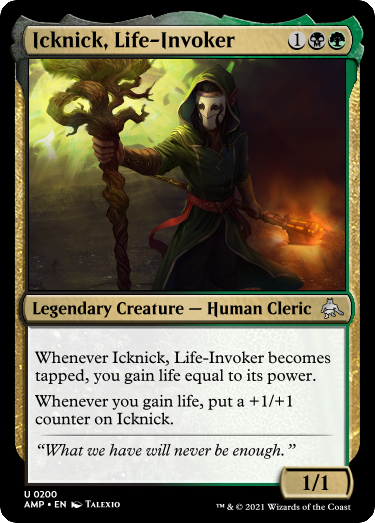 Icknick, Life-Invoker 1
Legendary Creature — Human Cleric
Whenever Icknick, Life-Invoker becomes
tapped, you gain life equal to its power.
Whenever you gain life, put a +1/+1
counter on Icknick.
“What we have will never be enough.”
1/1
U 0200
AMP • EN Talexio
™ & © 2021 Wizards of the Coast